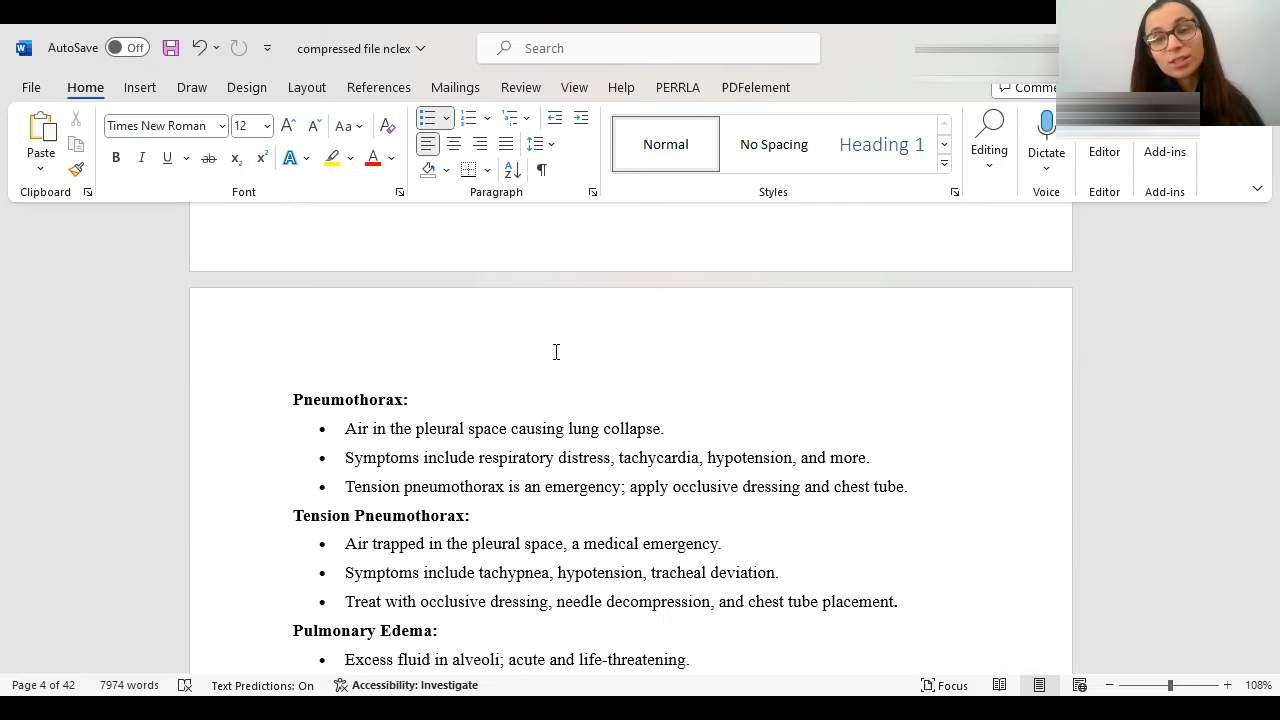 AutoSave Off compressed file nclex Search
File Home Insert Draw Design Layout References Mailings Review View Help PERRLA PDFelement
Paste Times New Roman 12 Aa Normal No Spacing Heading 1 Editing Dictate Editor Add-ins
Clipboard Font Paragraph Styles Voice Editor Add-ins
Pneumothorax:
• Air in the pleural space causing lung collapse.
• Symptoms include respiratory distress, tachycardia, hypotension, and more.
• Tension pneumothorax is an emergency; apply occlusive dressing and chest tube.
Tension Pneumothorax:
• Air trapped in the pleural space, a medical emergency.
• Symptoms include tachypnea, hypotension, tracheal deviation.
• Treat with occlusive dressing, needle decompression, and chest tube placement.
Pulmonary Edema:
• Excess fluid in alveoli; acute and life-threatening.
Page 4 of 42 7974 words Text Predictions: On Accessibility: Investigate Focus 108%